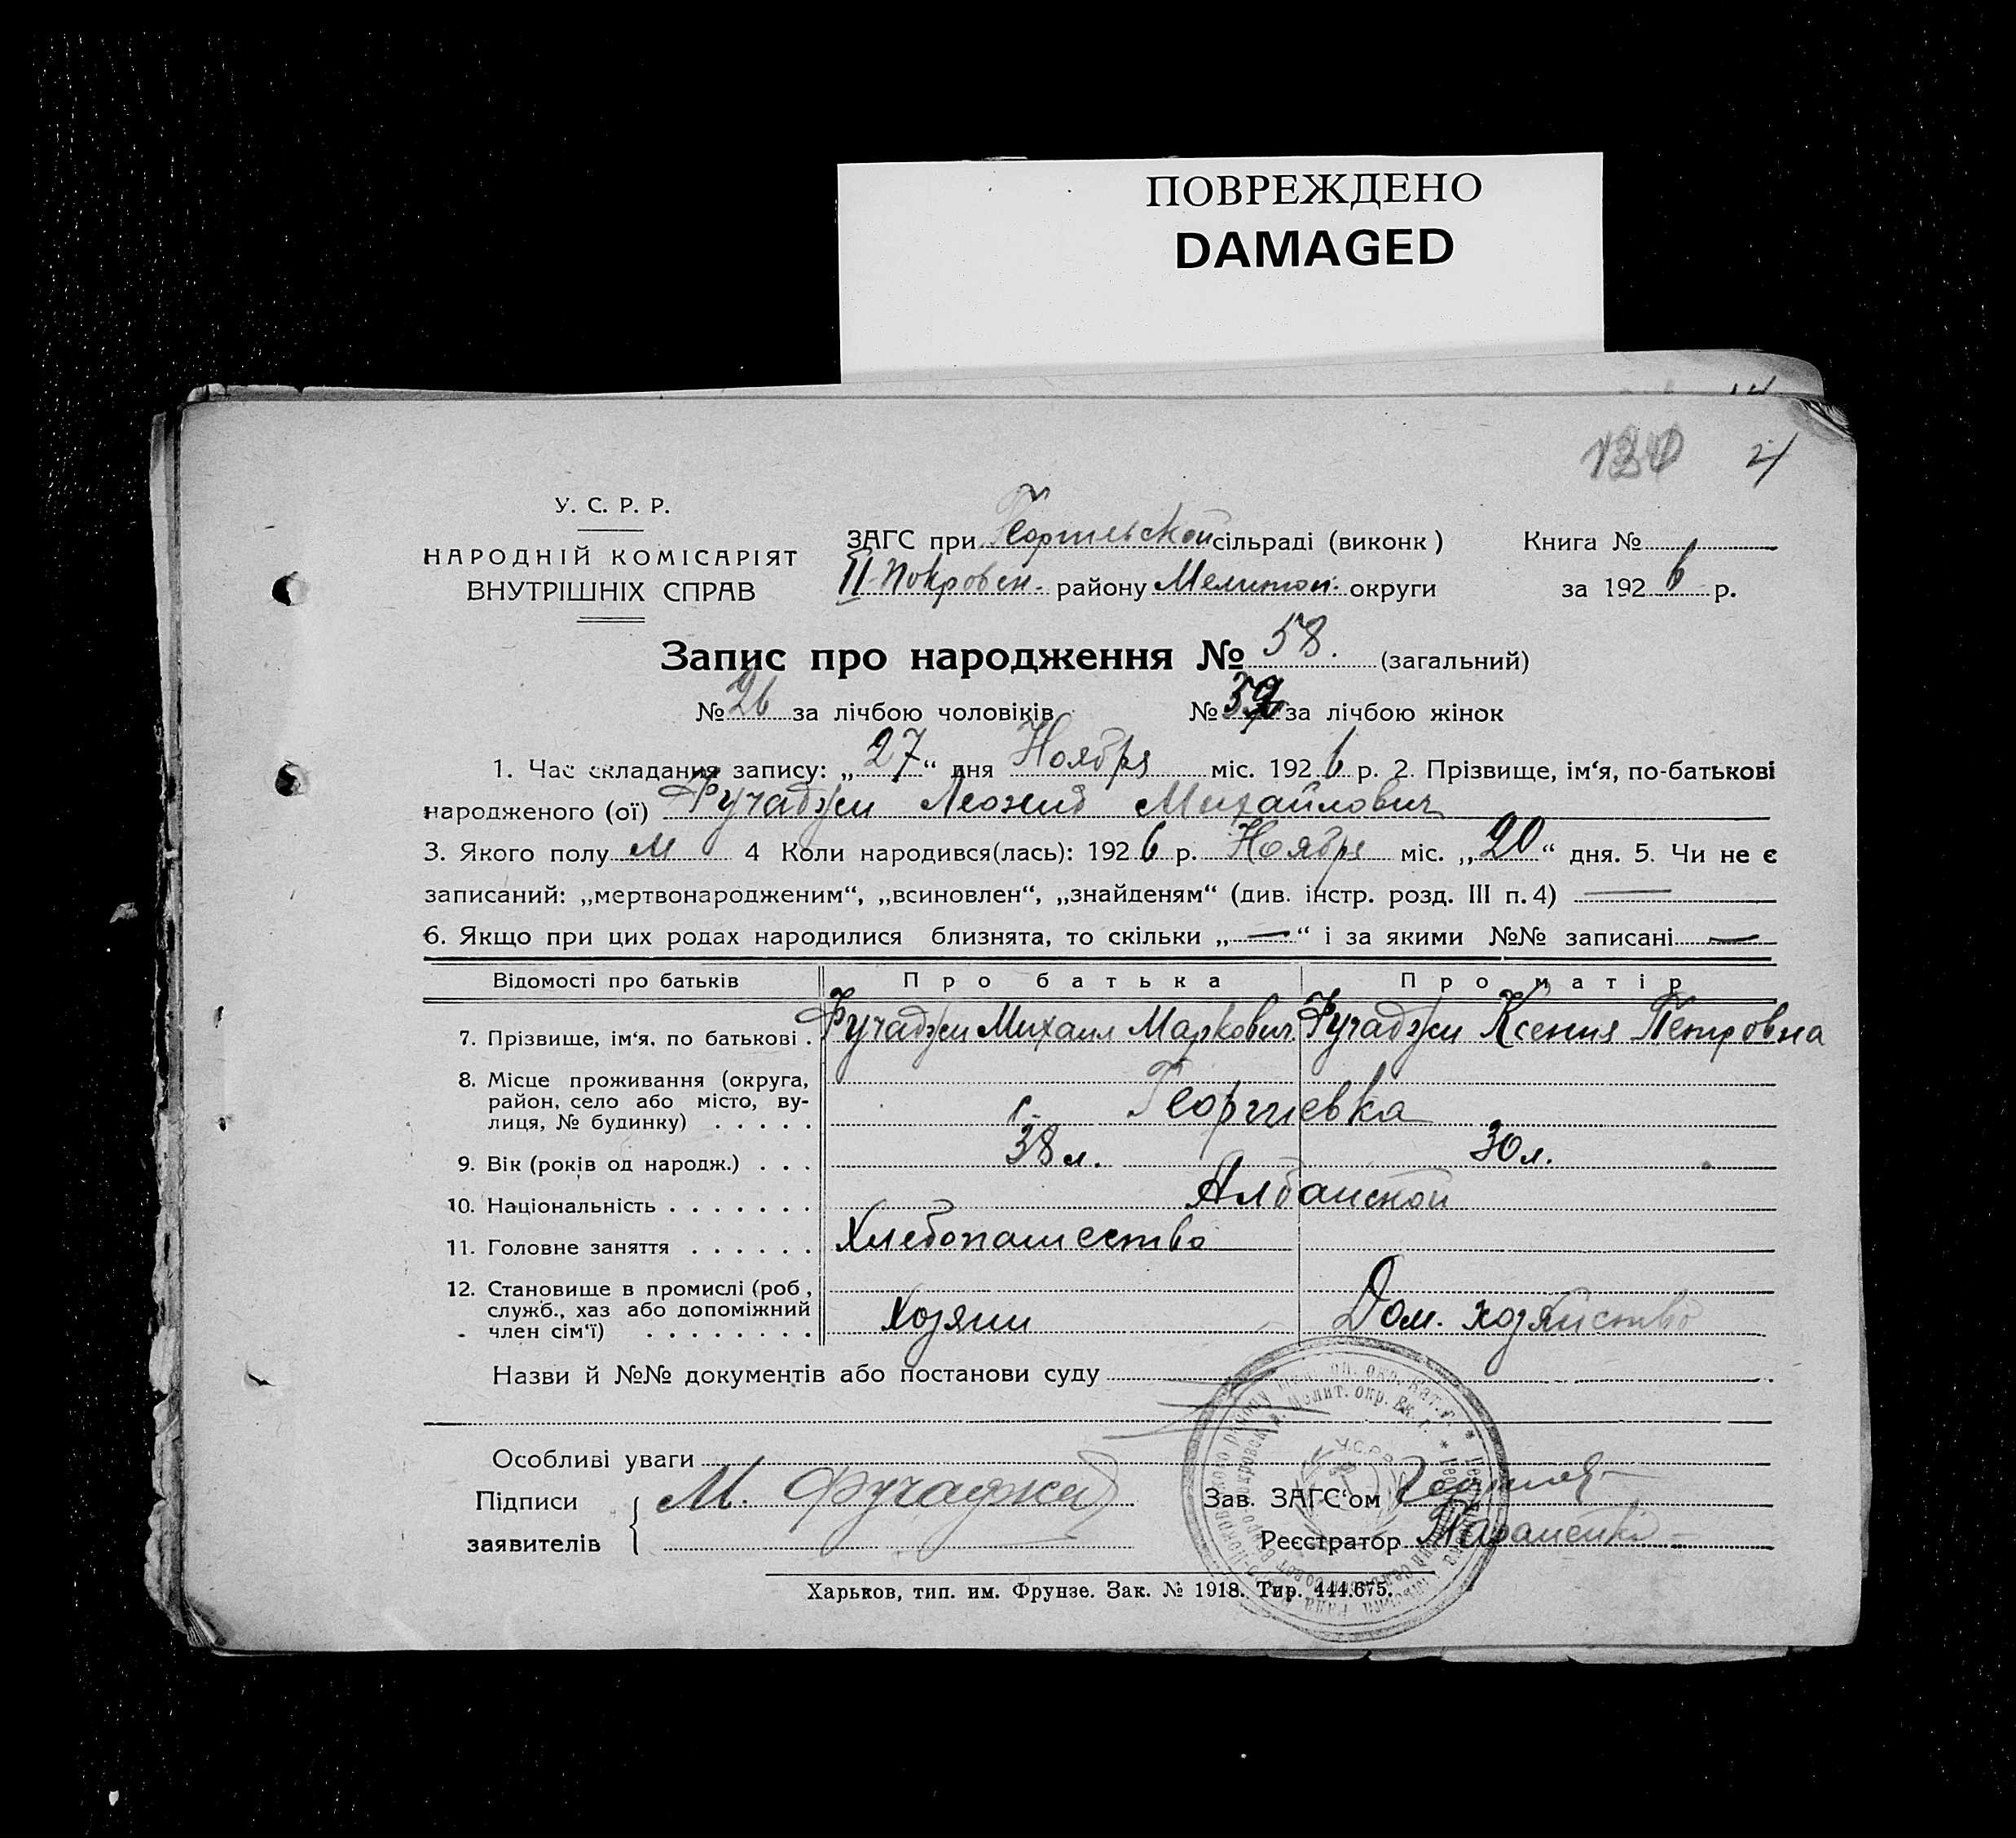 ПОВРЕЖДЕНО
DAMAGED
24
У. С. Р. Р.
НАРОДНІЙ КОМІСАРІЯТ
ВНУТРІШНІХ СПРАВ
ЗАГС при сільраді (виконк)
II-Покровск. району Мелитоп. округи
Книга №
за 1926 р.
Запис про народження № 58. (загальний)
№ 26 за лічбою чоловіків № за лічбою жінок
1. Час складання запису: „27“ дня Ноября міс. 1926 р. 2. Прізвище, ім‘я, по-батькові
народженого (ої) Фучаджи Леонид Михайлович
3. Якого полу м 4 Коли народився(лась): 1926 р. Ноября міс. „20“ дня. 5. Чи не є
записаний: „мертвонародженим“, „всиновлен“, „знайденям“ (див. інстр. розд. III п. 4) —
6. Якщо при цих родах народилися близнята, то скільки „—“ і за якими №№ записані —
Відомості про батьків Про батька Про матір
7. Прізвище, ім‘я, по батькові . Фучаджи Михаил Маркович Фучаджи Ксения Петровна
8. Місце проживання (округа,
район, село або місто, ву-
лиця, № будинку) . . . . . с. Георгиевка
9. Вік (років од народж.) . . . 38 л. 30 л.
10. Національність . . . . . . . Албанской
11. Головне заняття . . . . . . Хлебопашество
12. Становище в промислі (роб,
служб., хаз або допоміжний
член сім‘ї) . . . . . . . . Хозяин Дом. хозяйство
Назви й №№ документів або постанови суду
Особливі уваги
Підписи
заявителів
М. Фучаджи
Зав. ЗАГС‘ом
Реєстратор
У.С.Р.Р.
Харьков, тип. им. Фрунзе. Зак. № 1918. Тир. 444.675.